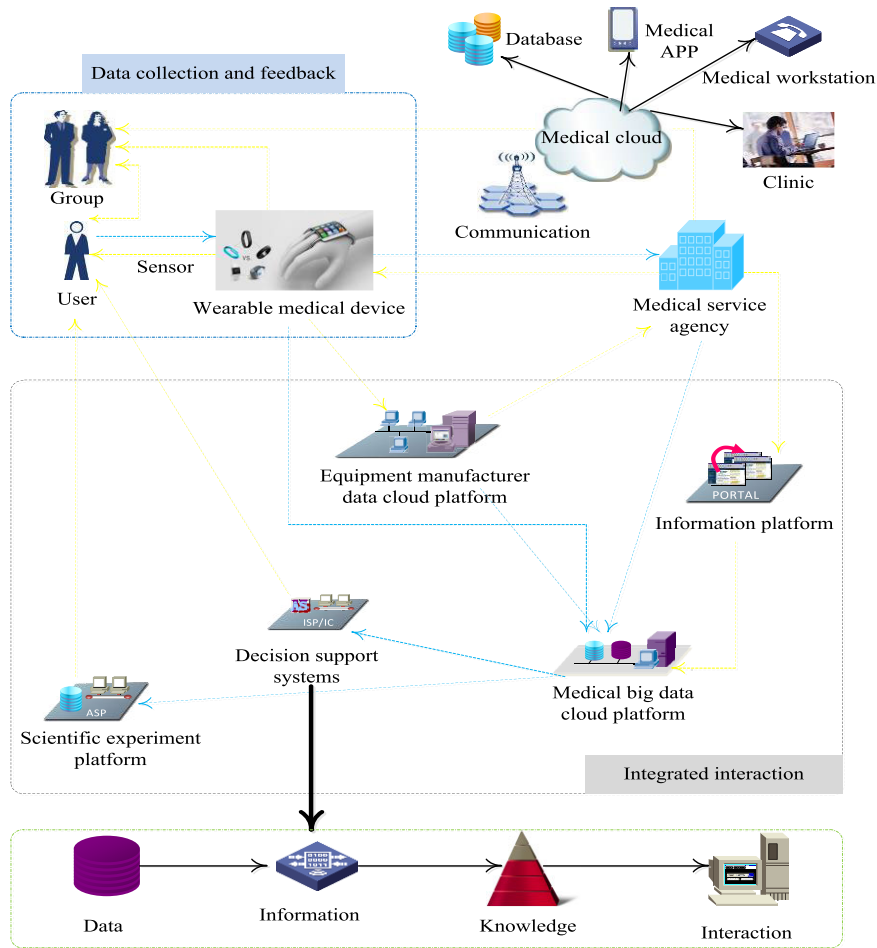 Database
Medical
APP
Medical workstation
Data collection and feedback
Medical cloud
Group
Clinic
Communication
VS.
Sensor
User
Wearable medical device
Medical service
agency
Equipment manufacturer
data cloud platform
PORTAL
Information platform
ISP/IC
Decision support
systems
Medical big data
cloud platform
ASP
Scientific experiment
platform
Integrated interaction
Data
Information
Knowledge
Interaction